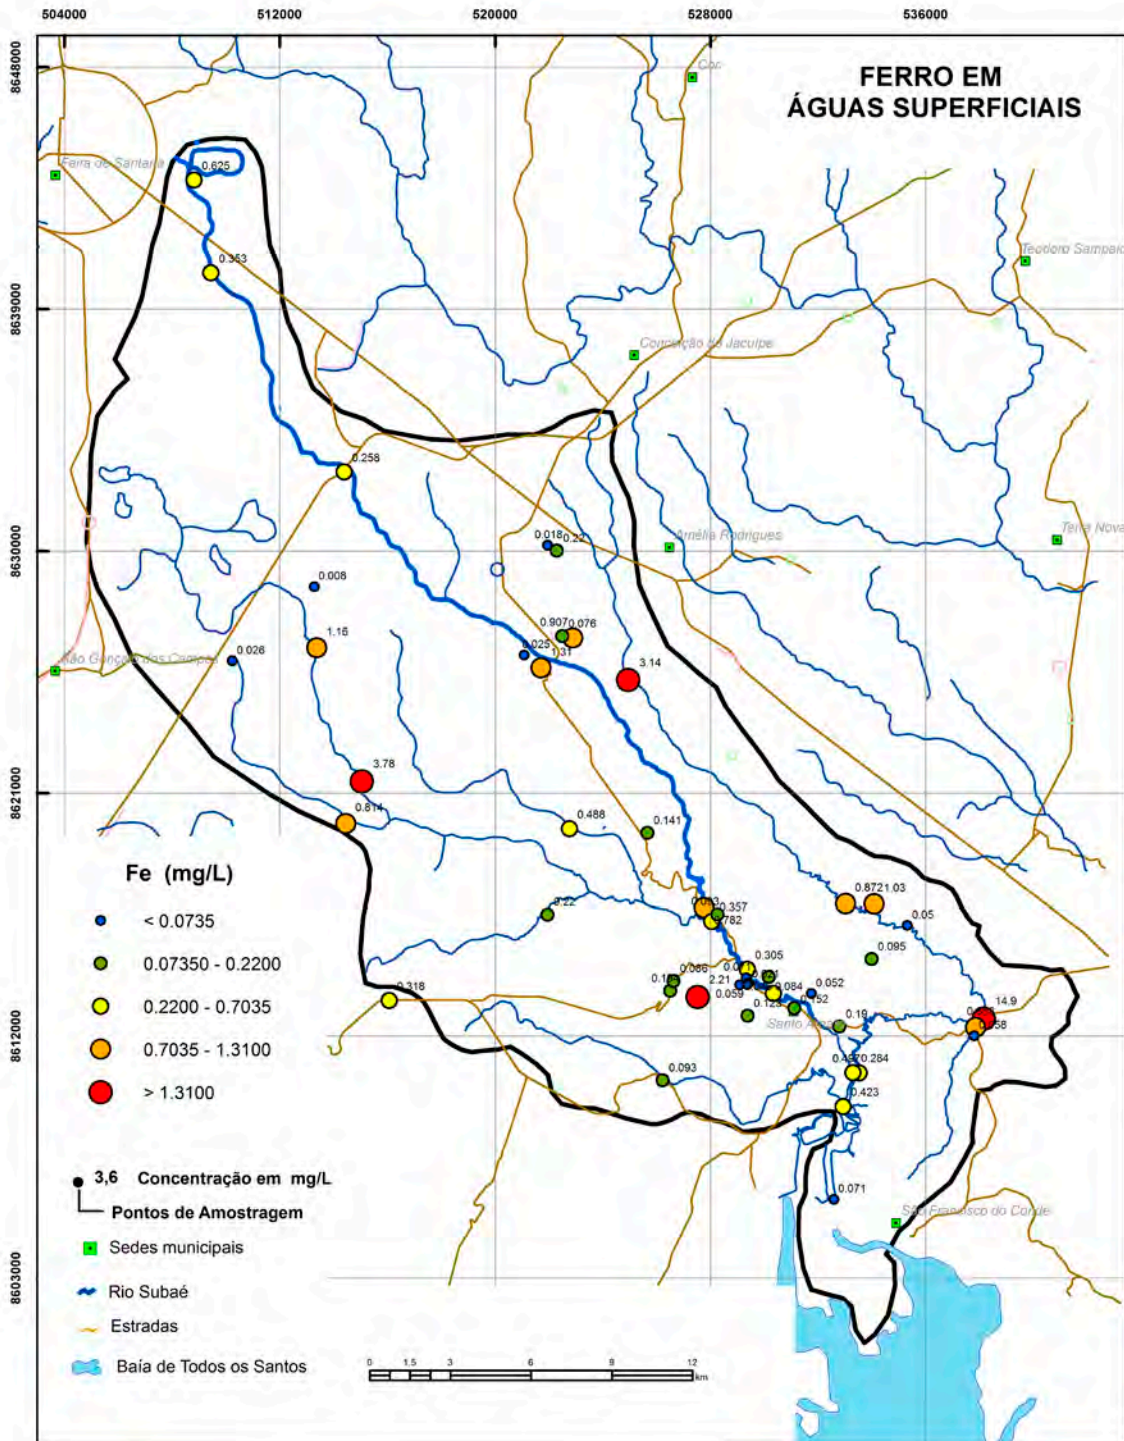 504000 512000 520000 528000 536000
8648000
FERRO EM
ÁGUAS SUPERFICIAIS
Feira de Santana
0.625
Teodoro Sampaio
0.353
8639000
Conceição do Jacuípe
0.258
0.018 0.22
Amélia Rodrigues
Terra Nova
8630000
0.008
0.907 0.076
1.16
0.025
1.31
0.026
São Gonçalo dos Campos
3.14
3.78
8621000
0.814
0.488
0.141
Fe (mg/L)
< 0.0735
0.07350 - 0.2200
0.2200 - 0.7035
0.7035 - 1.3100
> 1.3100
0.872 1.03
0.22
0.357
0.05
0.095
0.305
0.086
2.21
0.059
0.084
0.052
0.152
0.123
0.318
14.9
0.19
8612000
0.284
0.093
0.423
3,6 Concentração em mg/L
Pontos de Amostragem
0.071
São Francisco do Conde
Sedes municipais
8603000
Rio Subaé
Estradas
Baía de Todos os Santos
0 1,5 3 6 9 12
km